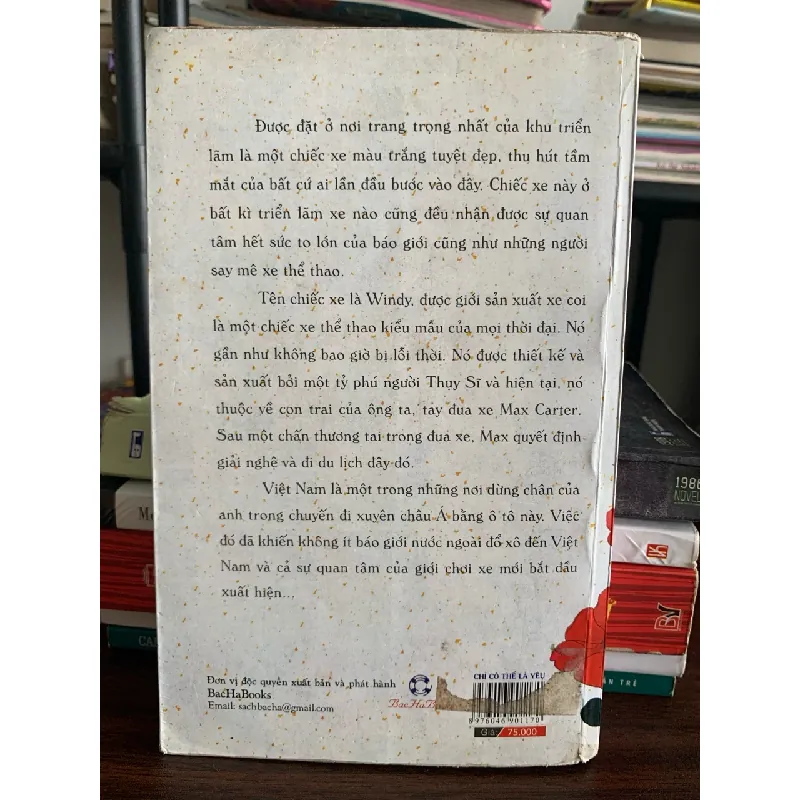 Được đặt ở nơi trang trọng nhất của khu triển
lãm là một chiếc xe màu trắng tuyệt đẹp, thu hút tầm
mắt của bất cứ ai lần đầu bước vào đây. Chiếc xe này ở
bất kì triển lãm xe nào cũng đều nhận được sự quan
tâm hết sức to lớn của báo giới cũng như những người
say mê xe thể thao.
Tên chiếc xe là Windy, được giới sản xuất xe coi
là một chiếc xe thể thao kiểu mẫu của mọi thời đại. Nó
gần như không bao giờ bị lỗi thời. Nó được thiết kế và
sản xuất bởi một tỷ phú người Thụy Sĩ và hiện tại, nó
thuộc về con trai của ông ta, tay đua xe Max Carter.
Sau một chấn thương tai trong đua xe, Max quyết định
giải nghệ và đi du lịch đây đó.
Việt Nam là một trong những nơi dừng chân của
anh trong chuyến đi xuyên châu Á bằng ô tô này. Việc
đó đã khiến không ít báo giới nước ngoài đổ xô đến Việt
Nam và cả sự quan tâm của giới chơi xe mới bắt đầu
xuất hiện...
Đơn vị độc quyền xuất bản và phát hành
BacHaBooks
Email: sachbacha@gmail.com
BacHaBo
CHỈ CÓ THỂ LÀ YÊU
8 976046 901170
Giá: 75.000
1986
NOVEL
BV